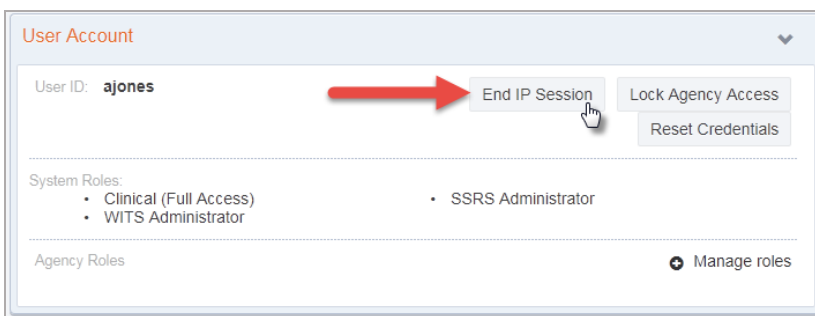 User Account
User ID: ajones
End IP Session
Lock Agency Access
Reset Credentials
System Roles:
• Clinical (Full Access)
• SSRS Administrator
• WITS Administrator
Agency Roles
Manage roles